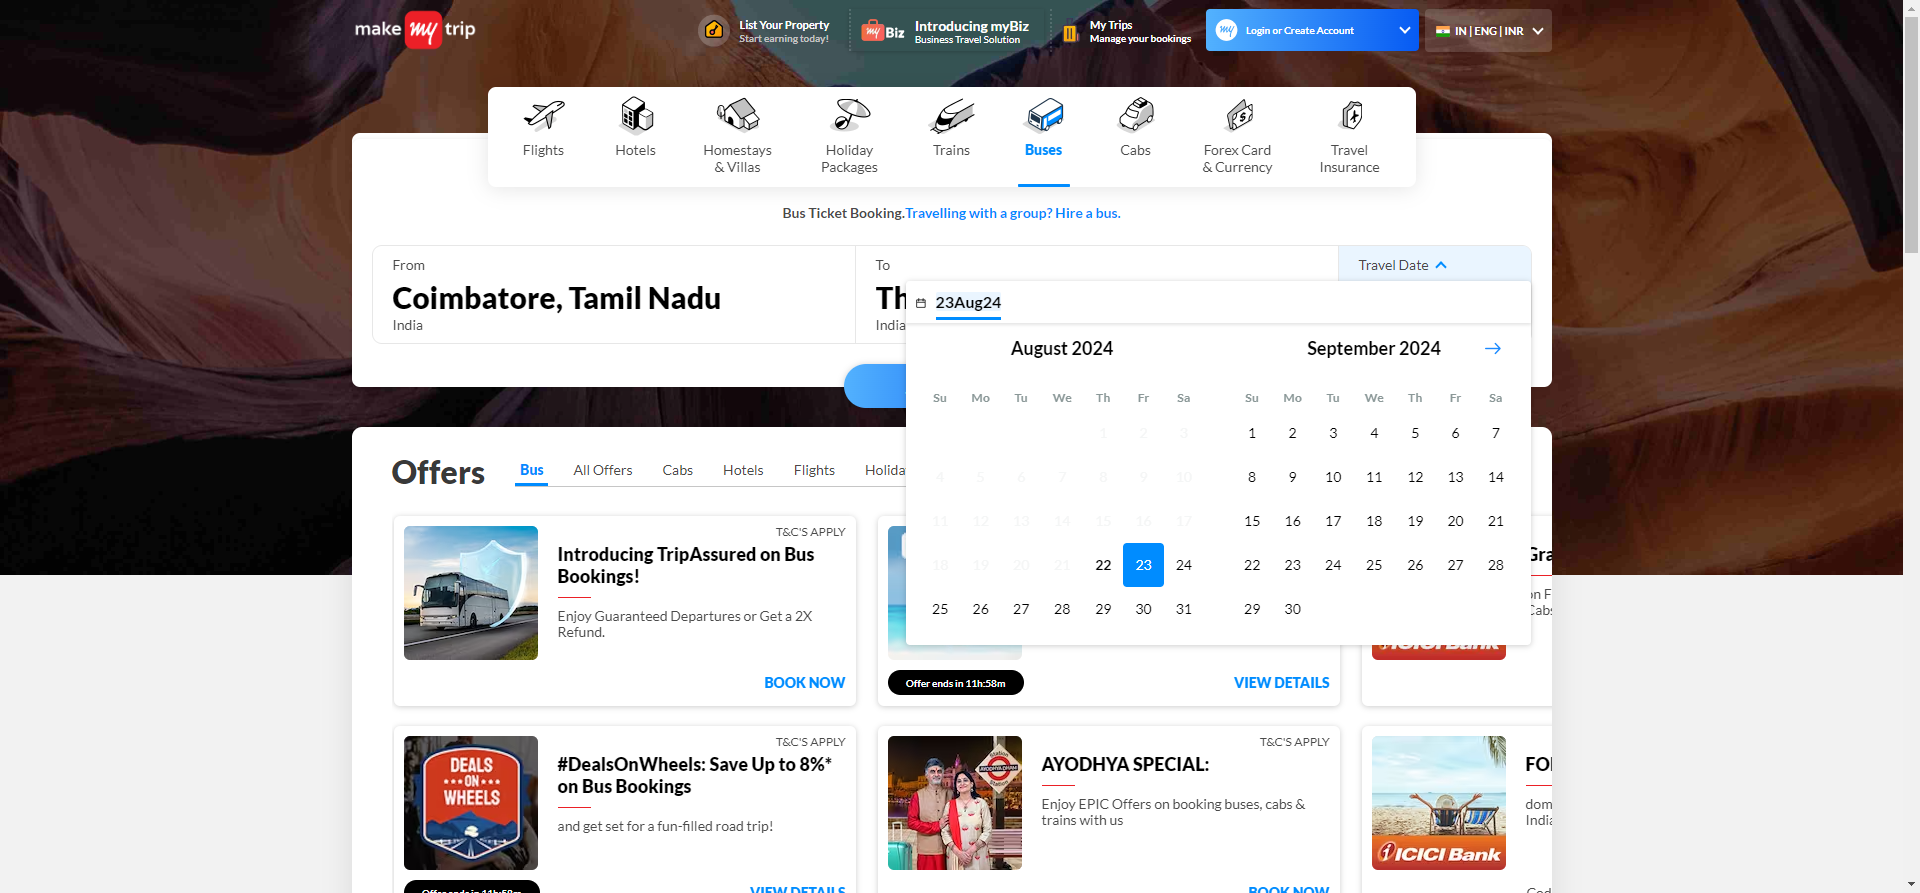 make my trip
List Your Property
Start earning today!
my Biz
Introducing myBiz
Business Travel Solution
My Trips
Manage your bookings
my
Login or Create Account
IN | ENG | INR
Flights
Hotels
Homestays
& Villas
Holiday
Packages
Trains
Buses
Cabs
Forex Card
& Currency
Travel
Insurance
Bus Ticket Booking. Travelling with a group? Hire a bus.
From
Coimbatore, Tamil Nadu
India
To
Th
India
Travel Date
23Aug24
August 2024
Su Mo Tu We Th Fr Sa
1 2 3
4 5 6 7 8 9 10
11 12 13 14 15 16 17
18 19 20 21 22 23 24
25 26 27 28 29 30 31
September 2024
Su Mo Tu We Th Fr Sa
1 2 3 4 5 6 7
8 9 10 11 12 13 14
15 16 17 18 19 20 21
22 23 24 25 26 27 28
29 30
Offers
Bus
All Offers
Cabs
Hotels
Flights
Holida
T&C'S APPLY
Introducing TripAssured on Bus
Bookings!
Enjoy Guaranteed Departures or Get a 2X
Refund.
BOOK NOW
Offer ends in 11h:58m
VIEW DETAILS
Gra
on F
Cabs
ICICI Bank
DEALS
ON
WHEELS
T&C'S APPLY
#DealsOnWheels: Save Up to 8%*
on Bus Bookings
and get set for a fun-filled road trip!
Offer ends in 11h:58m
VIEW DETAILS
Station
AYODHYA DHAM
Station
T&C'S APPLY
AYODHYA SPECIAL:
Enjoy EPIC Offers on booking buses, cabs &
trains with us
BOOK NOW
ICICI Bank
FO
dom
India